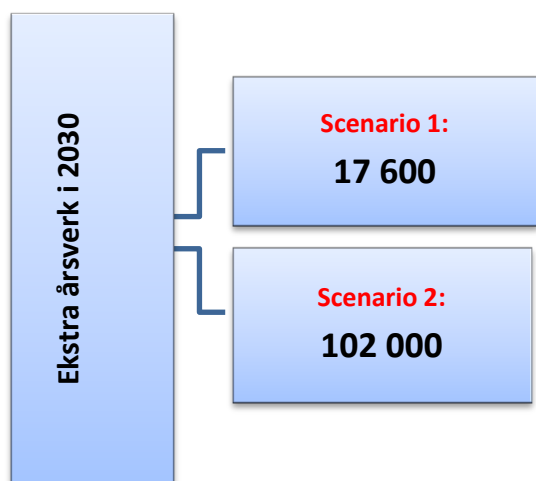 Ekstra årsverk i 2030
Scenario 1:
17 600
Scenario 2:
102 000